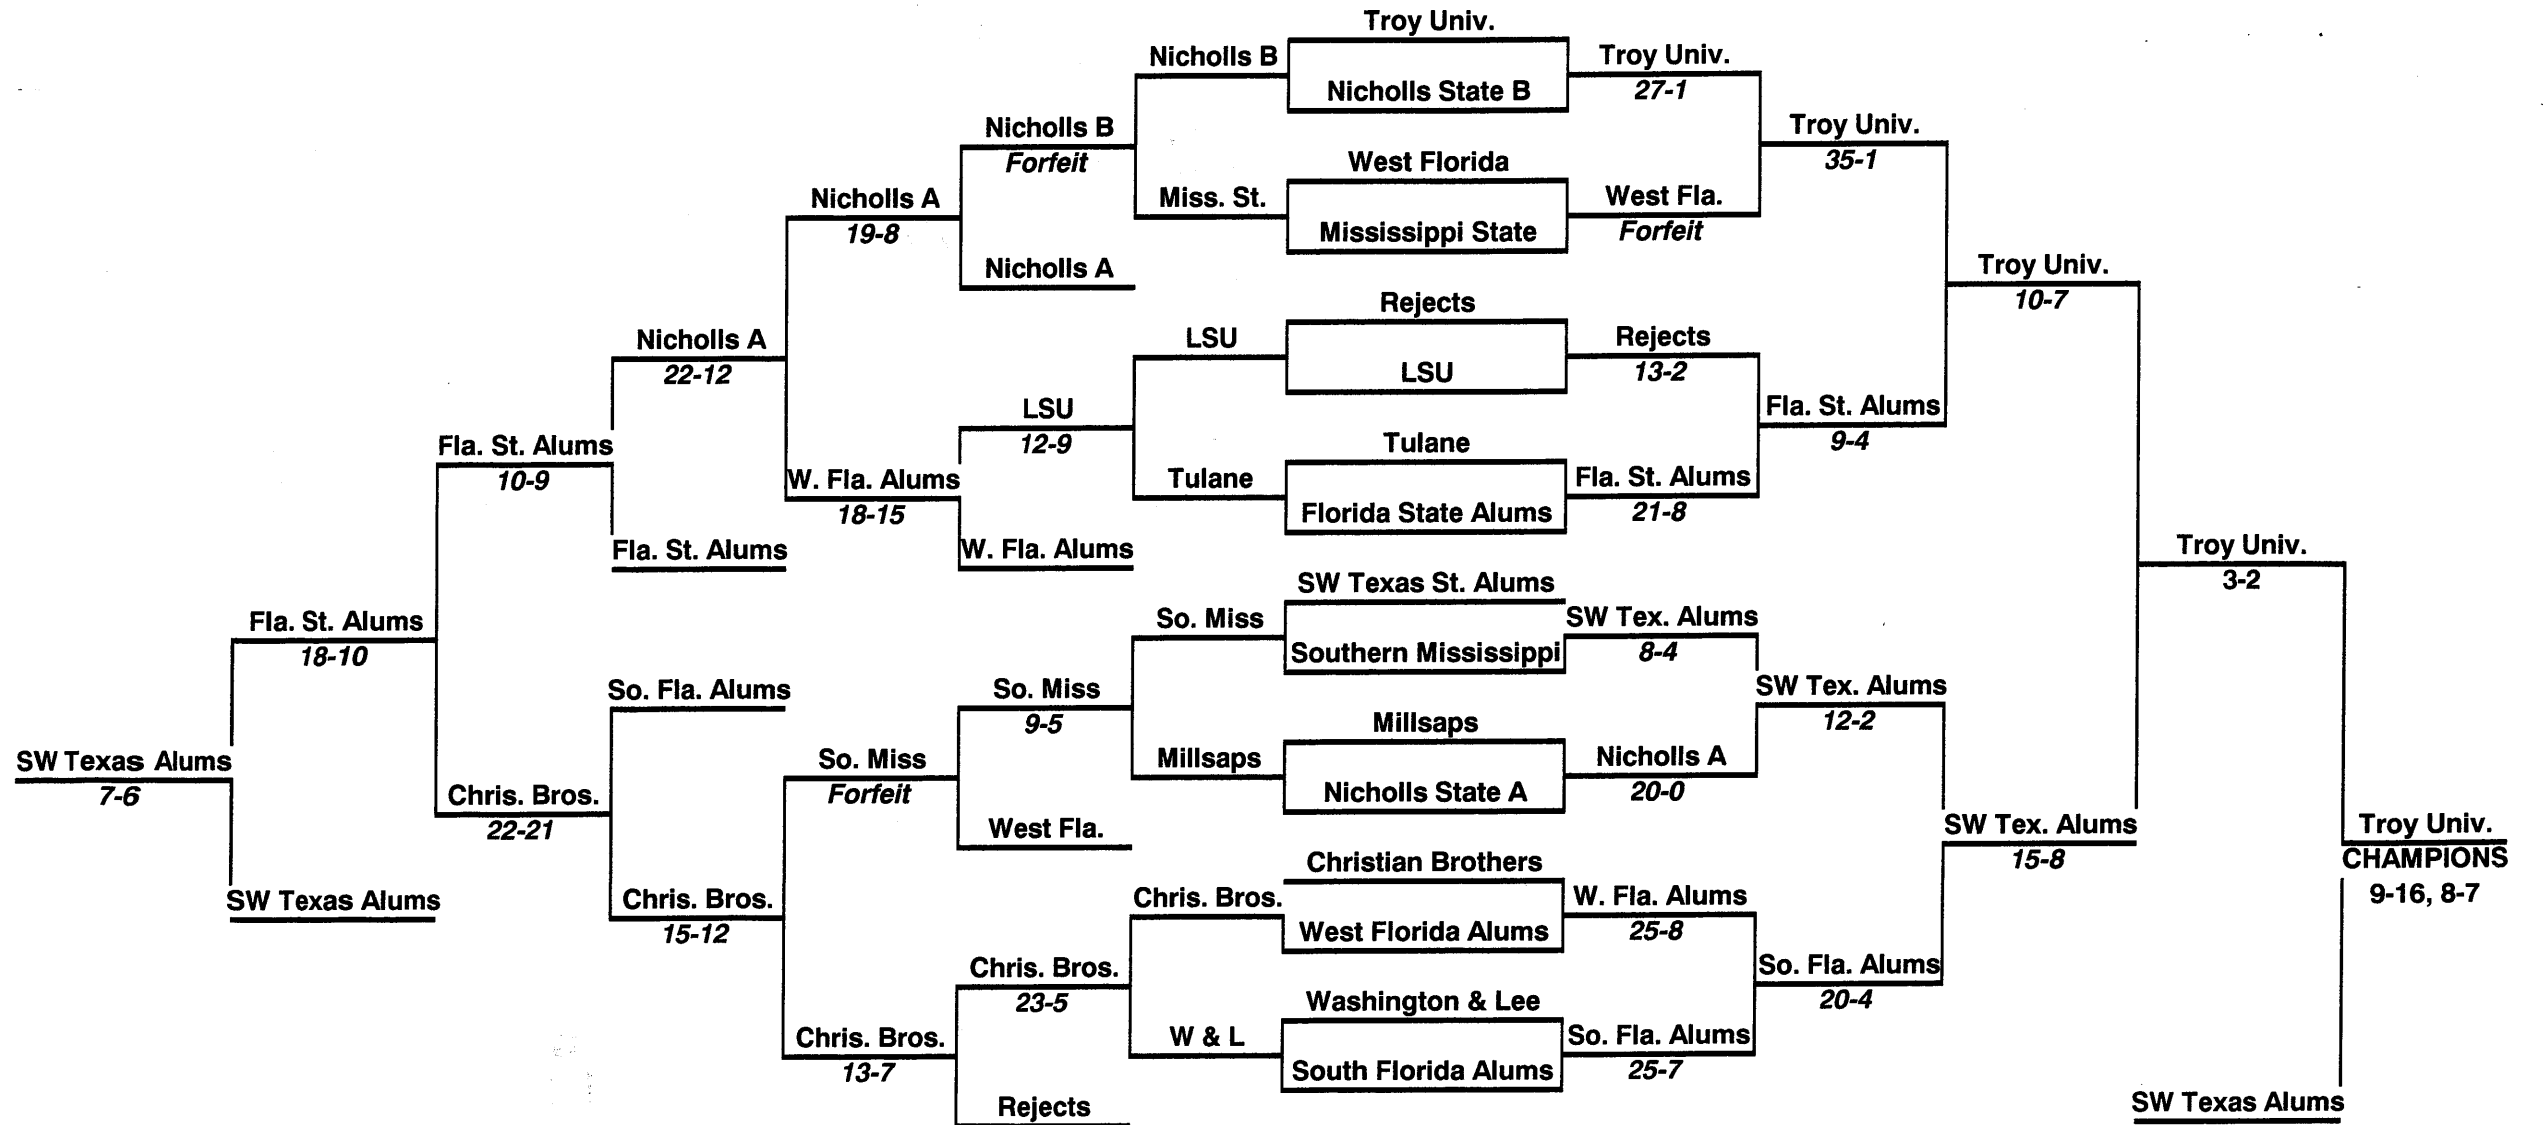 Troy Univ.
Nicholls B
Troy Univ.
Nicholls State B
27-1
Nicholls B
Forfeit
Troy Univ.
35-1
West Florida
Miss. St.
West Fla.
Mississippi State
Forfeit
Nicholls A
19-8
Nicholls A
Troy Univ.
10-7
Rejects
LSU
Rejects
LSU
13-2
Nicholls A
22-12
LSU
12-9
Fla. St. Alums
9-4
Tulane
Fla. St. Alums
10-9
W. Fla. Alums
18-15
Tulane
Fla. St. Alums
Florida State Alums
21-8
Fla. St. Alums
W. Fla. Alums
Troy Univ.
3-2
SW Texas St. Alums
Fla. St. Alums
18-10
So. Miss
SW Tex. Alums
Southern Mississippi
8-4
So. Fla. Alums
So. Miss
9-5
SW Tex. Alums
12-2
Millsaps
SW Texas Alums
7-6
So. Miss
Forfeit
Millsaps
Nicholls A
Nicholls State A
20-0
Chris. Bros.
22-21
West Fla.
SW Tex. Alums
15-8
Troy Univ.
CHAMPIONS
9-16, 8-7
Christian Brothers
SW Texas Alums
Chris. Bros.
15-12
Chris. Bros.
W. Fla. Alums
West Florida Alums
25-8
Chris. Bros.
23-5
So. Fla. Alums
20-4
Washington & Lee
Chris. Bros.
13-7
W & L
So. Fla. Alums
South Florida Alums
25-7
Rejects
SW Texas Alums